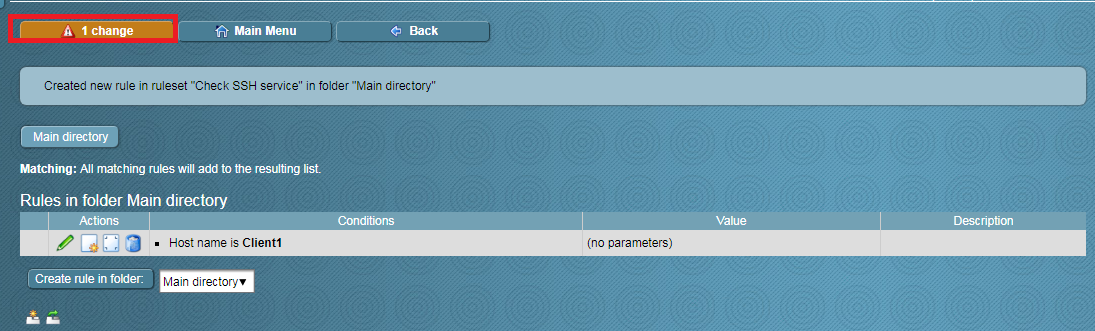 1 change Main Menu Back
Created new rule in ruleset "Check SSH service" in folder "Main directory"
Main directory
Matching: All matching rules will add to the resulting list.
Rules in folder Main directory
Actions Conditions Value Description
Host name is Client1 (no parameters)
Create rule in folder: Main directory